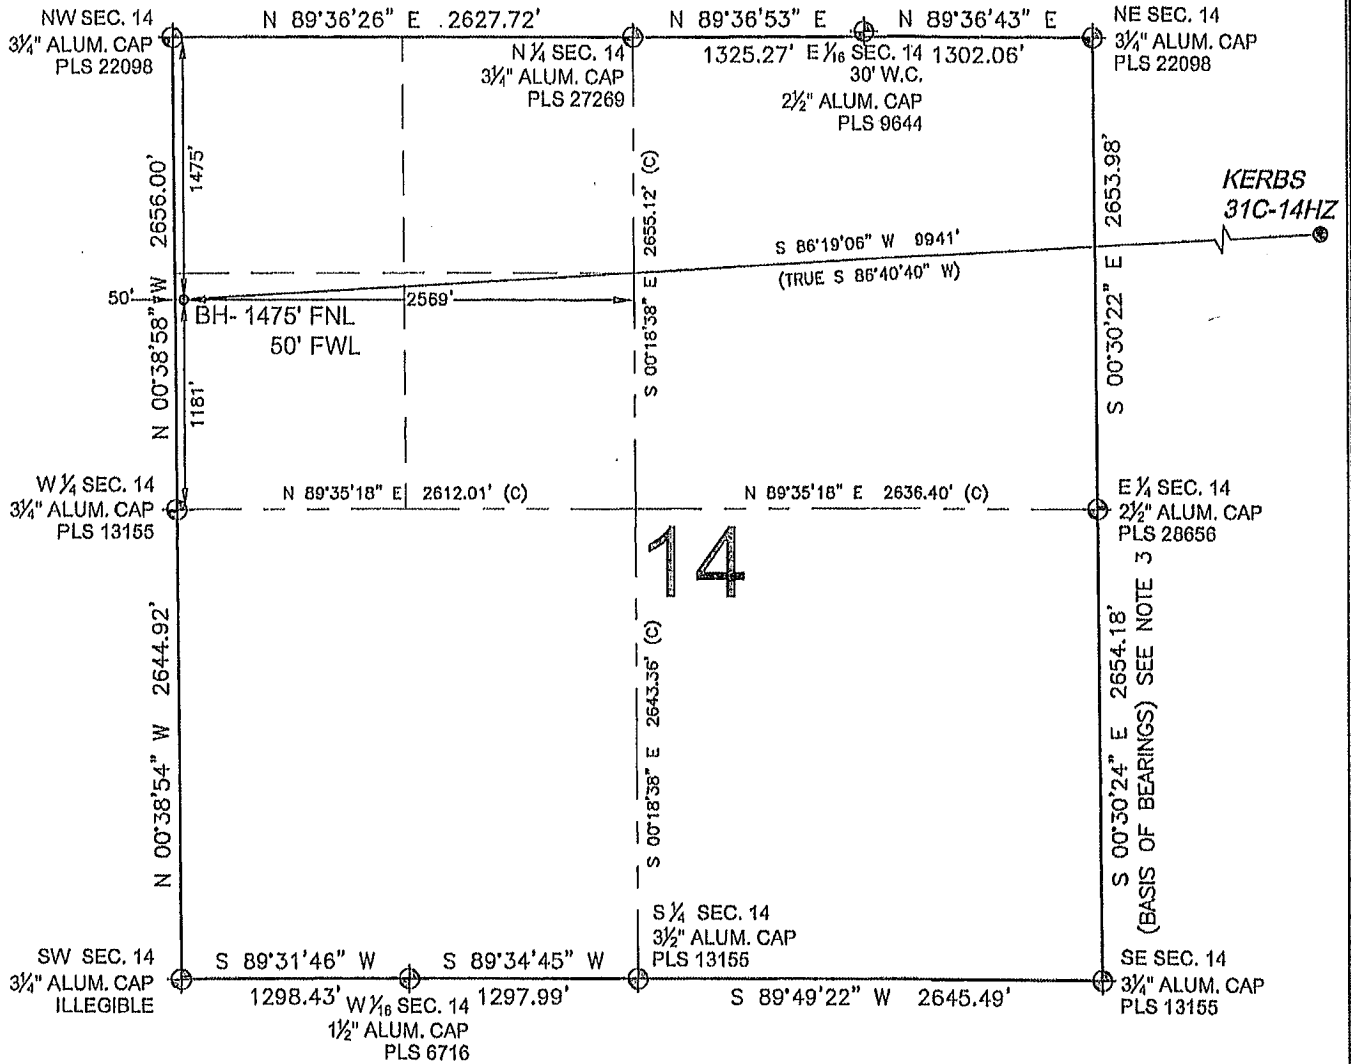 NW SEC. 14
3¼" ALUM. CAP
PLS 22098
N 89°36'26" E 2627.72'
N ¼ SEC. 14
3¼" ALUM. CAP
PLS 27269
N 89°36'53" E
1325.27'
E 1/16 SEC. 14
30' W.C.
2½" ALUM. CAP
PLS 9644
N 89°36'43" E
1302.06'
NE SEC. 14
3¼" ALUM. CAP
PLS 22098
N 00°38'58" W 2656.00'
1475'
S 00°18'38" E 2655.12' (C)
S 00°30'22" E 2653.98'
KERBS
31C-14HZ
S 86°19'06" W 9941'
(TRUE S 86°40'40" W)
50'
2569'
BH- 1475' FNL
50' FWL
1181'
W ¼ SEC. 14
3¼" ALUM. CAP
PLS 13155
N 89°35'18" E 2612.01' (C)
N 89°35'18" E 2636.40' (C)
E ¼ SEC. 14
2½" ALUM. CAP
PLS 28656
14
N 00°38'54" W 2644.92'
S 00°18'38" E 2643.36' (C)
S 00°30'24" E 2654.18'
(BASIS OF BEARINGS) SEE NOTE 3
SW SEC. 14
3¼" ALUM. CAP
ILLEGIBLE
S 89°31'46" W
1298.43'
W 1/16 SEC. 14
1½" ALUM. CAP
PLS 6716
S 89°34'45" W
1297.99'
S ¼ SEC. 14
3½" ALUM. CAP
PLS 13155
S 89°49'22" W 2645.49'
SE SEC. 14
3¼" ALUM. CAP
PLS 13155